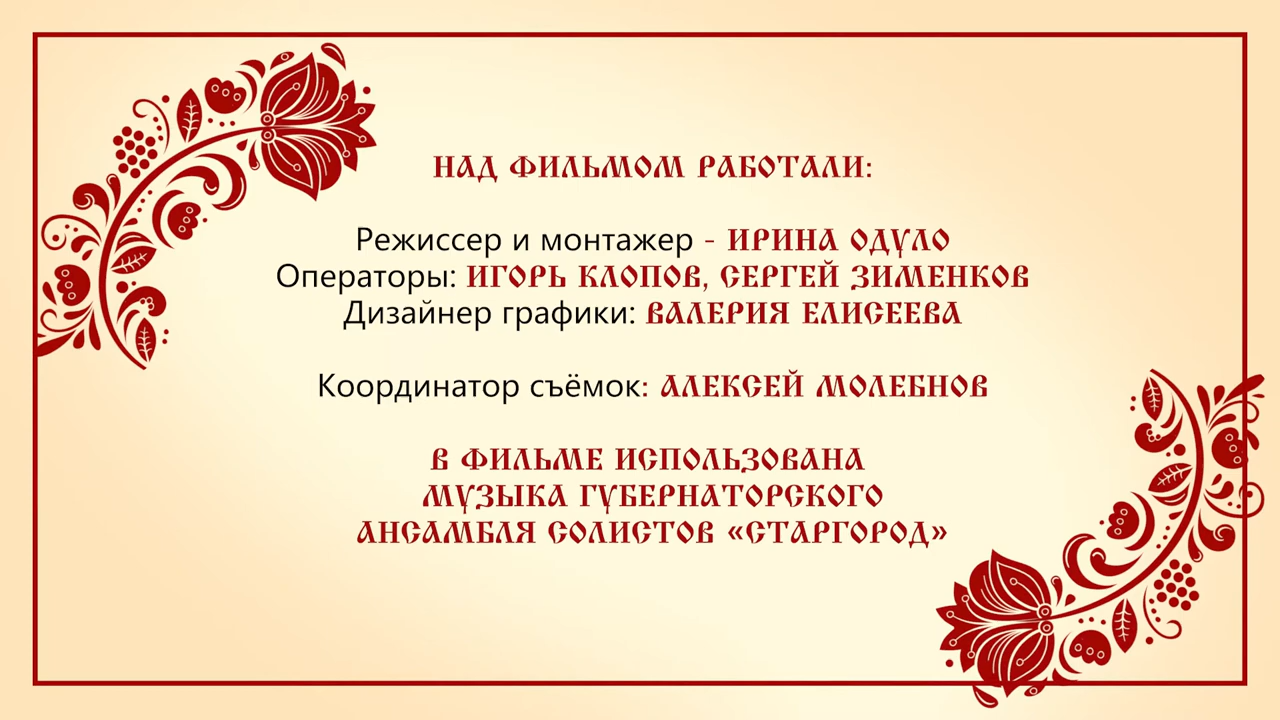 НАД ФИЛЬМОМ РАБОТАЛИ:
Режиссер и монтажер - ИРИНА ОДУЛО
Операторы: ИГОРЬ КЛОПОВ, СЕРГЕЙ ЗИМЕНКОВ
Дизайнер графики: ВАЛЕРИЯ ЕЛИСЕЕВА
Координатор съёмок: АЛЕКСЕЙ МОЛЕБНОВ
В ФИЛЬМЕ ИСПОЛЬЗОВАНА
МУЗЫКА ГУБЕРНАТОРСКОГО
АНСАМБЛЯ СОЛИСТОВ «СТАРГОРОД»